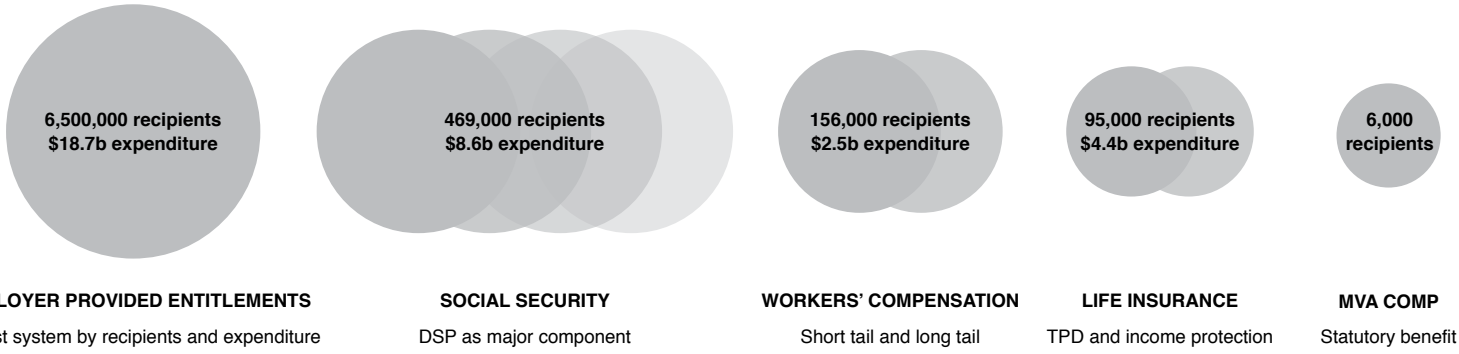 6,500,000 recipients
$18.7b expenditure
469,000 recipients
$8.6b expenditure
156,000 recipients
$2.5b expenditure
95,000 recipients
$4.4b expenditure
6,000
recipients
PROVIDED ENTITLEMENTS
system by recipients and expenditure
SOCIAL SECURITY
DSP as major component
WORKERS’ COMPENSATION
Short tail and long tail
LIFE INSURANCE
TPD and income protection
MVA COMP
Statutory benefit